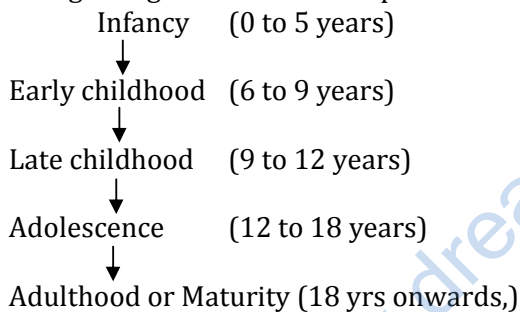 Infancy (0 to 5 years)
Early childhood (6 to 9 years)
Late childhood (9 to 12 years)
Adolescence (12 to 18 years)
Adulthood or Maturity (18 yrs onwards,)